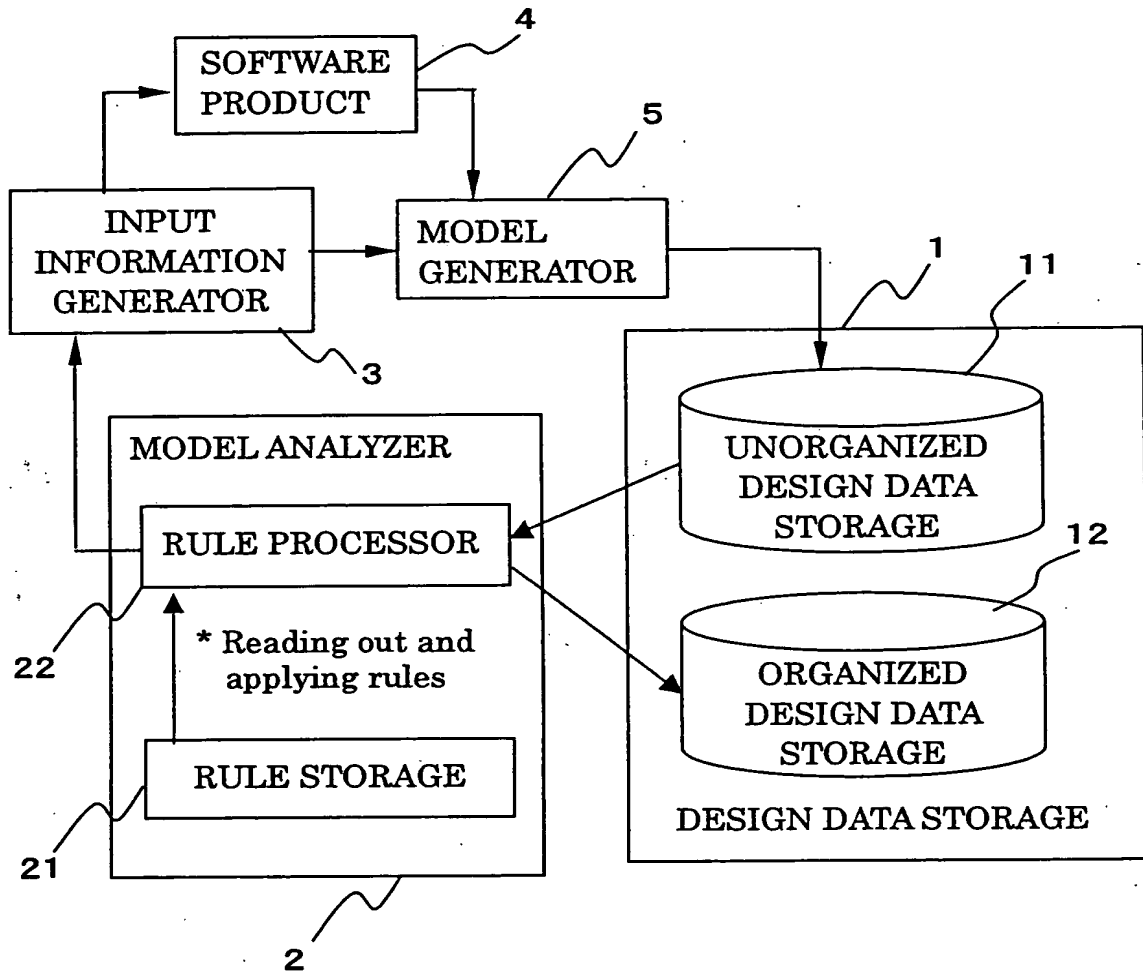 4
SOFTWARE
PRODUCT
5
INPUT
INFORMATION
GENERATOR
MODEL
GENERATOR
1
11
3
MODEL ANALYZER
UNORGANIZED
DESIGN DATA
STORAGE
RULE PROCESSOR
12
22
* Reading out and
applying rules
ORGANIZED
DESIGN DATA
STORAGE
RULE STORAGE
DESIGN DATA STORAGE
21
2